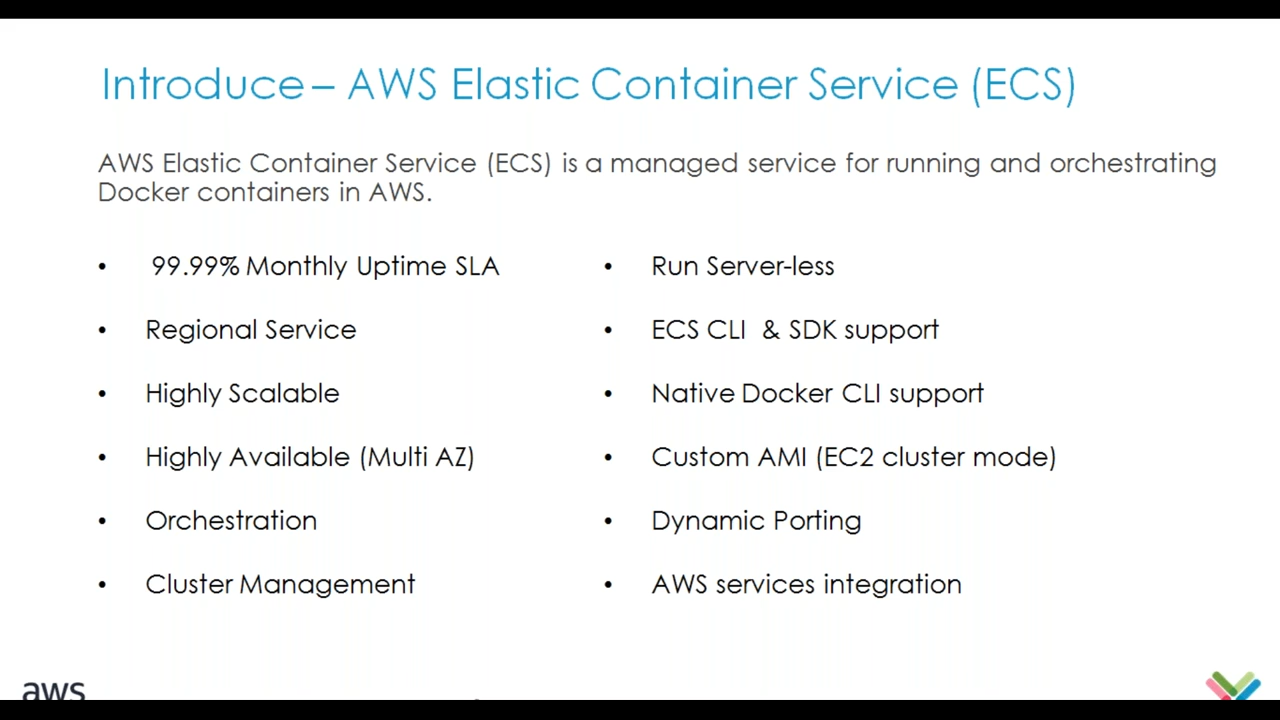 Introduce – AWS Elastic Container Service (ECS)
AWS Elastic Container Service (ECS) is a managed service for running and orchestrating
Docker containers in AWS.
• 99.99% Monthly Uptime SLA
• Regional Service
• Highly Scalable
• Highly Available (Multi AZ)
• Orchestration
• Cluster Management
• Run Server-less
• ECS CLI & SDK support
• Native Docker CLI support
• Custom AMI (EC2 cluster mode)
• Dynamic Porting
• AWS services integration
aws